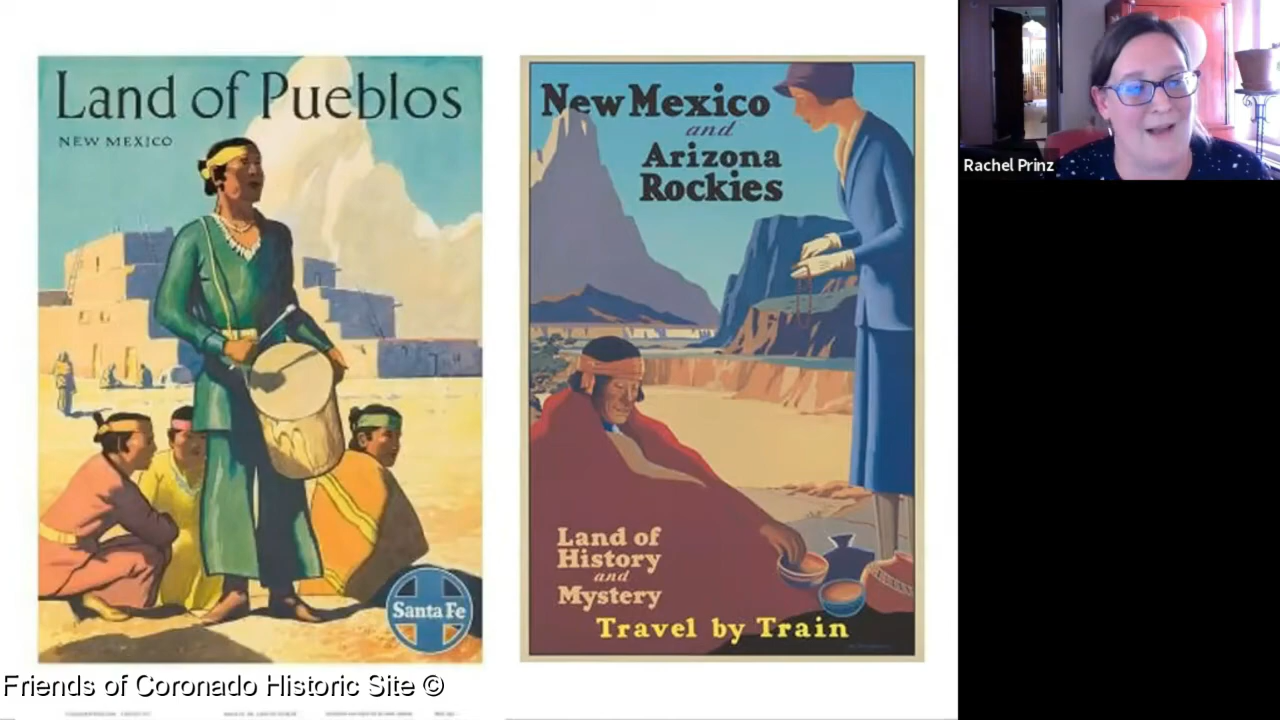 Land of Pueblos
NEW MEXICO
Santa Fe
New Mexico
and
Arizona
Rockies
Land of
History
and
Mystery
Travel by Train
Rachel Prinz
Friends of Coronado Historic Site ©